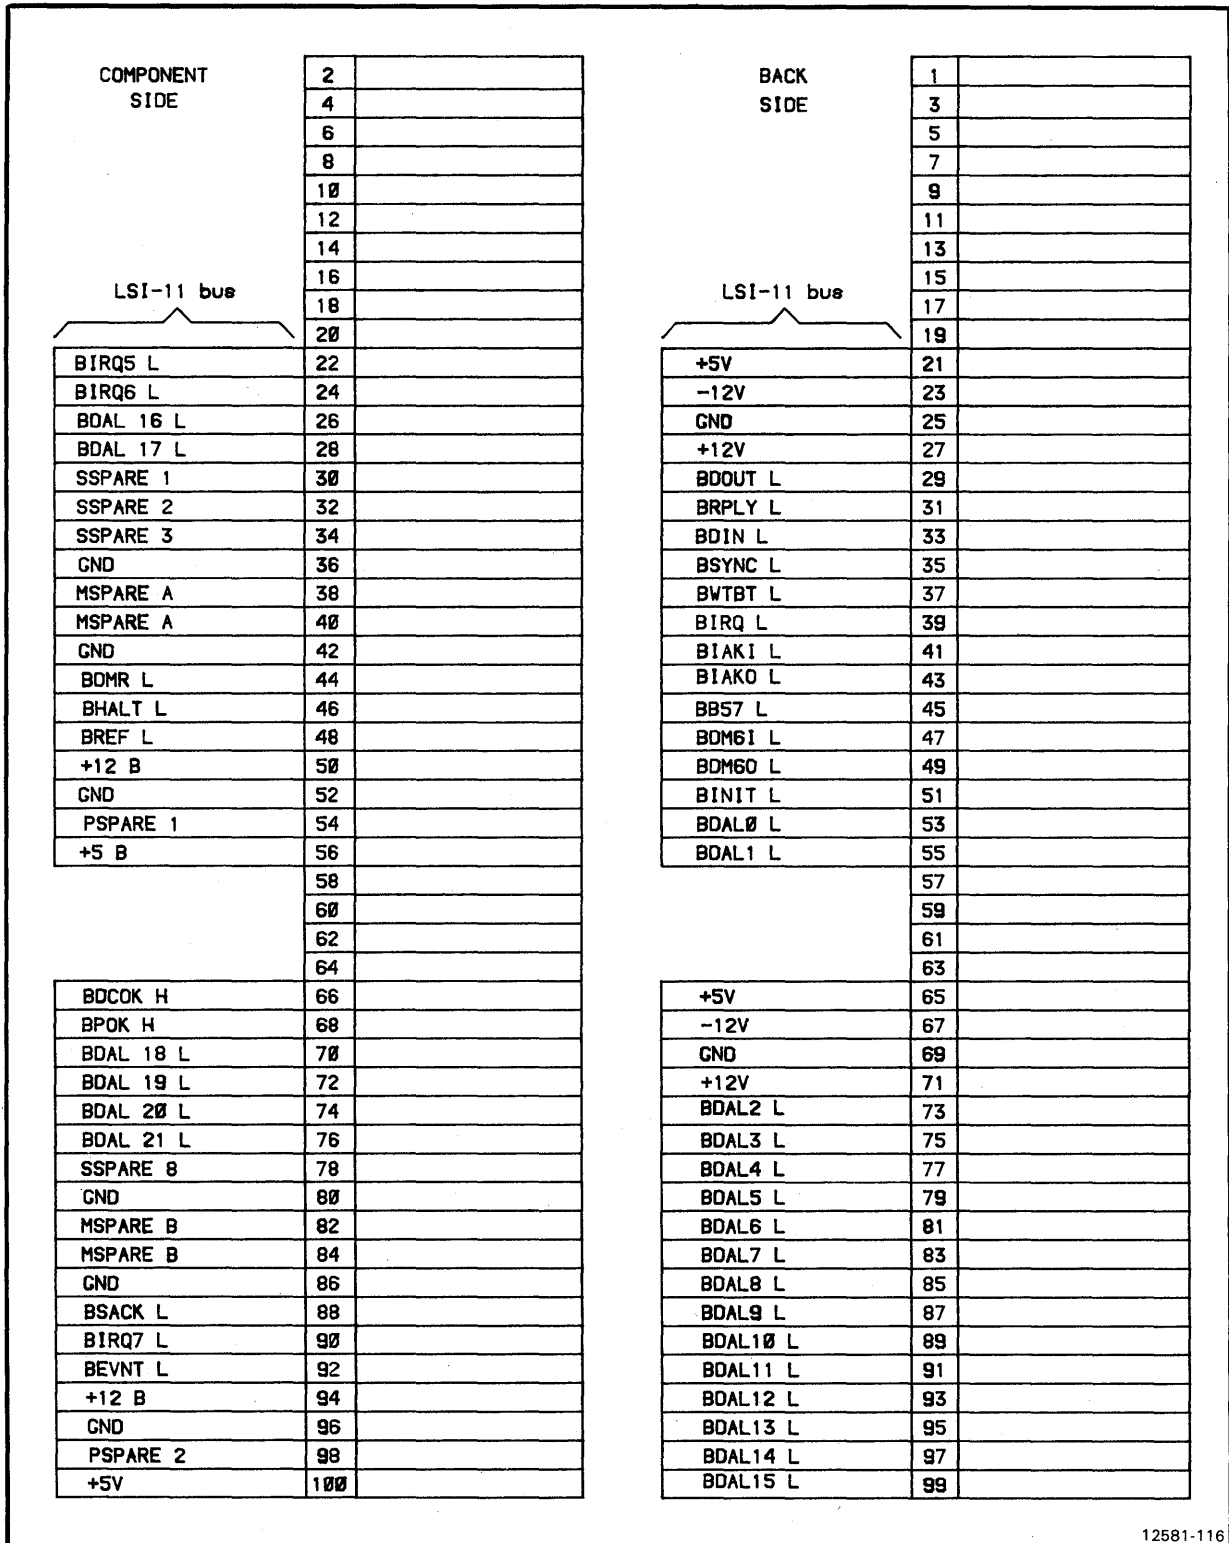 COMPONENT 2 BACK 1
SIDE 4 SIDE 3
6 5
8 7
10 9
12 11
14 13
16 15
LSI-11 bus 18 LSI-11 bus 17
20 19
BIRQ5 L 22 +5V 21
BIRQ6 L 24 -12V 23
BDAL 16 L 26 GND 25
BDAL 17 L 28 +12V 27
SSPARE 1 30 BDOUT L 29
SSPARE 2 32 BRPLY L 31
SSPARE 3 34 BDIN L 33
GND 36 BSYNC L 35
MSPARE A 38 BWTBT L 37
MSPARE A 40 BIRQ L 39
GND 42 BIAKI L 41
BDMR L 44 BIAKO L 43
BHALT L 46 BB57 L 45
BREF L 48 BDM6I L 47
+12 B 50 BDM6O L 49
GND 52 BINIT L 51
PSPARE 1 54 BDAL0 L 53
+5 B 56 BDAL1 L 55
58 57
60 59
62 61
64 63
BDCOK H 66 +5V 65
BPOK H 68 -12V 67
BDAL 18 L 70 GND 69
BDAL 19 L 72 +12V 71
BDAL 20 L 74 BDAL2 L 73
BDAL 21 L 76 BDAL3 L 75
SSPARE 8 78 BDAL4 L 77
GND 80 BDAL5 L 79
MSPARE B 82 BDAL6 L 81
MSPARE B 84 BDAL7 L 83
GND 86 BDAL8 L 85
BSACK L 88 BDAL9 L 87
BIRQ7 L 90 BDAL10 L 89
BEVNT L 92 BDAL11 L 91
+12 B 94 BDAL12 L 93
GND 96 BDAL13 L 95
PSPARE 2 98 BDAL14 L 97
+5V 100 BDAL15 L 99
12581-116